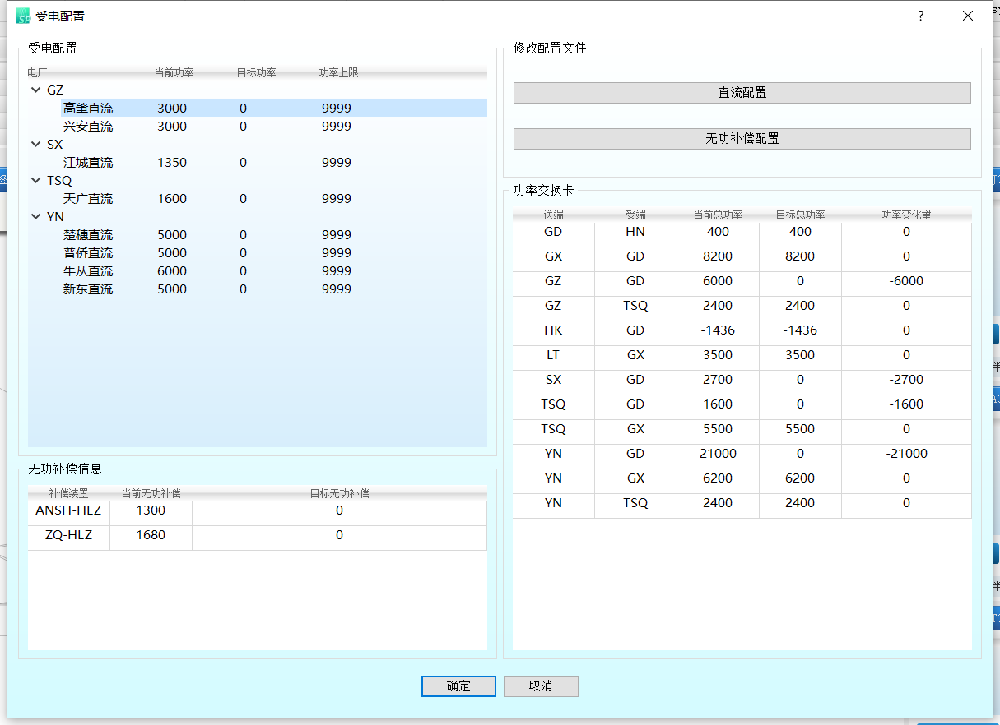 受电配置
?
受电配置
电厂 当前功率 目标功率 功率上限
GZ
高肇直流 3000 0 9999
兴安直流 3000 0 9999
SX
江城直流 1350 0 9999
TSQ
天广直流 1600 0 9999
YN
楚穗直流 5000 0 9999
普侨直流 5000 0 9999
牛从直流 6000 0 9999
新东直流 5000 0 9999
无功补偿信息
补偿装置 当前无功补偿 目标无功补偿
ANSH-HLZ 1300 0
ZQ-HLZ 1680 0
修改配置文件
直流配置
无功补偿配置
功率交换卡
送端 受端 当前总功率 目标总功率 功率变化量
GD HN 400 400 0
GX GD 8200 8200 0
GZ GD 6000 0 -6000
GZ TSQ 2400 2400 0
HK GD -1436 -1436 0
LT GX 3500 3500 0
SX GD 2700 0 -2700
TSQ GD 1600 0 -1600
TSQ GX 5500 5500 0
YN GD 21000 0 -21000
YN GX 6200 6200 0
YN TSQ 2400 2400 0
确定 取消